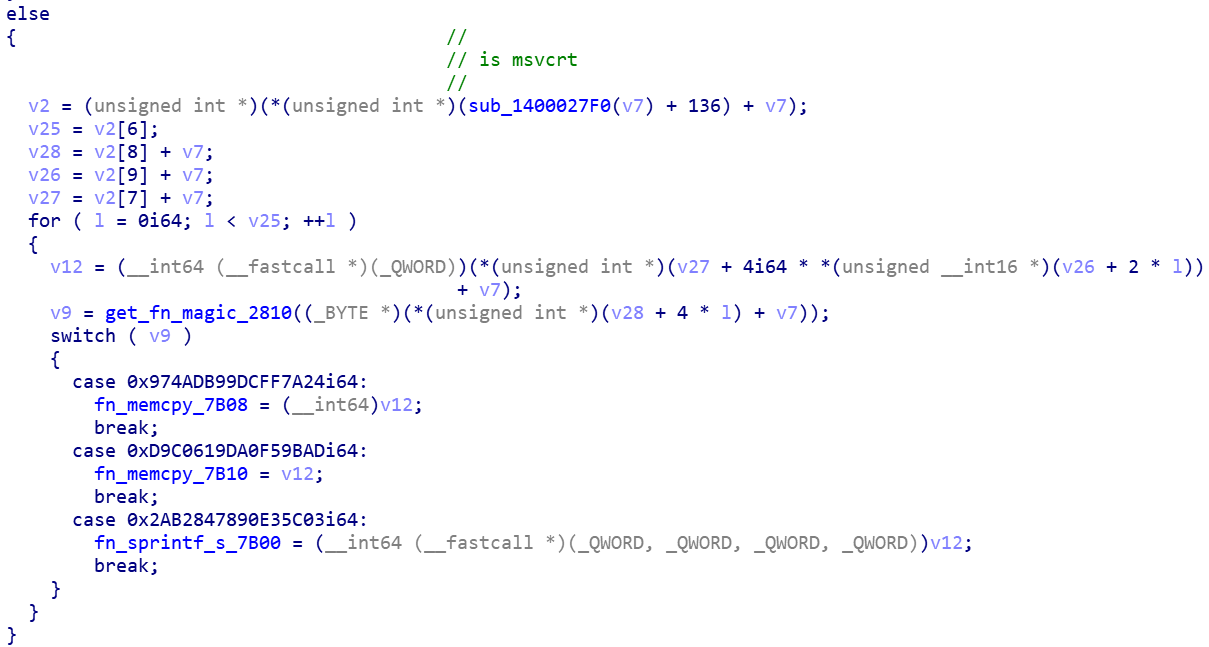 else
{ //
// is msvcrt
//
v2 = (unsigned int *)(*(unsigned int *)(sub_1400027F0(v7) + 136) + v7);
v25 = v2[6];
v28 = v2[8] + v7;
v26 = v2[9] + v7;
v27 = v2[7] + v7;
for ( l = 0i64; l < v25; ++l )
{
v12 = (__int64 (__fastcall *)(_QWORD))(*(unsigned int *)(v27 + 4i64 * *(unsigned __int16 *)(v26 + 2 * l))
+ v7);
v9 = get_fn_magic_2810((_BYTE *)(*(unsigned int *)(v28 + 4 * l) + v7));
switch ( v9 )
{
case 0x974ADB99DCFF7A24i64:
fn_memcpy_7B08 = (__int64)v12;
break;
case 0xD9C0619DA0F59BADi64:
fn_memcpy_7B10 = v12;
break;
case 0x2AB2847890E35C03i64:
fn_sprintf_s_7B00 = (__int64 (__fastcall *)(_QWORD, _QWORD, _QWORD, _QWORD))v12;
break;
}
}
}